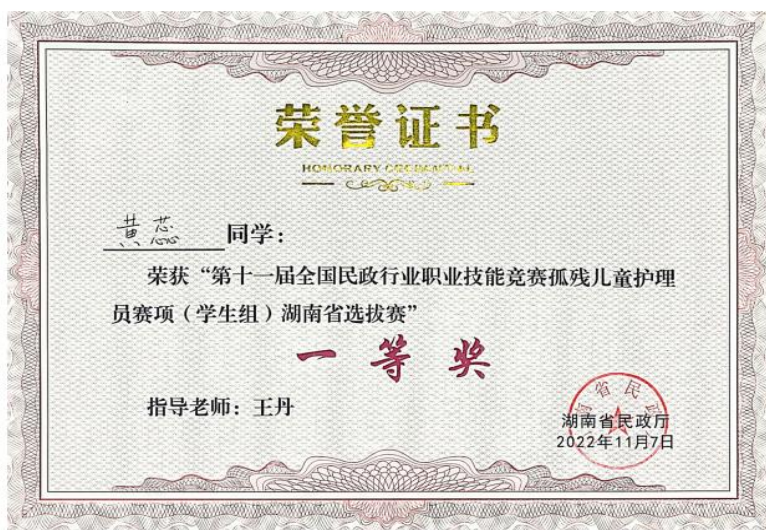 荣誉证书
HONORARY CREDENTIAL
黄蕊 同学：
荣获“第十一届全国民政行业职业技能竞赛孤残儿童护理
员赛项（学生组）湖南省选拔赛”
一等奖
指导老师：王丹
湖南省民政厅
2022年11月7日